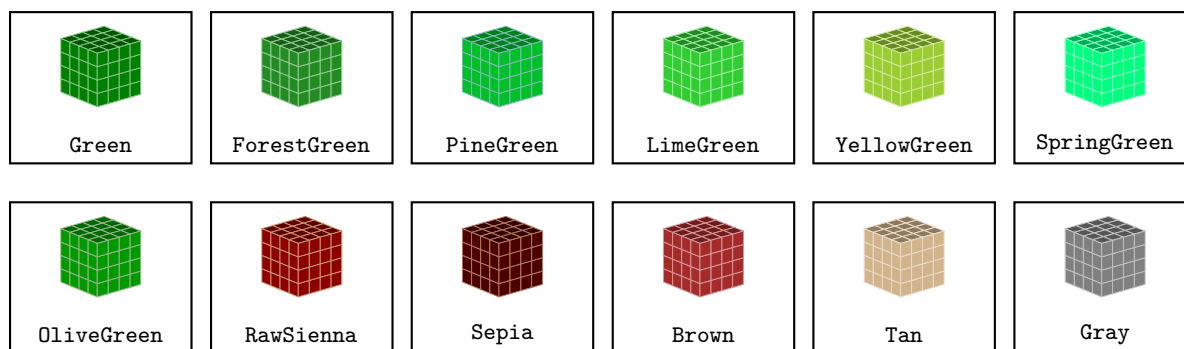 Green
ForestGreen
PineGreen
LimeGreen
YellowGreen
SpringGreen
OliveGreen
RawSienna
Sepia
Brown
Tan
Gray